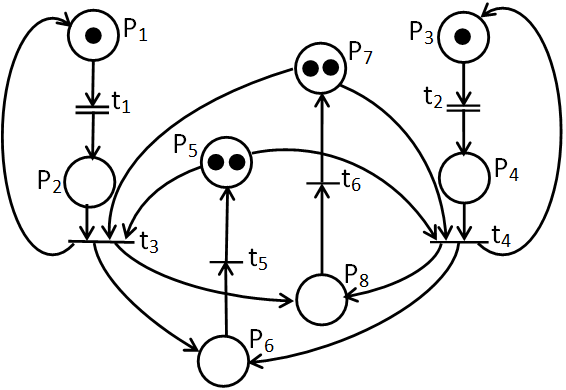 P₁
P₃
P₇
t₁
t₂
P₅
P₂
t₆
P₄
t₃
t₄
t₅
P₈
P₆